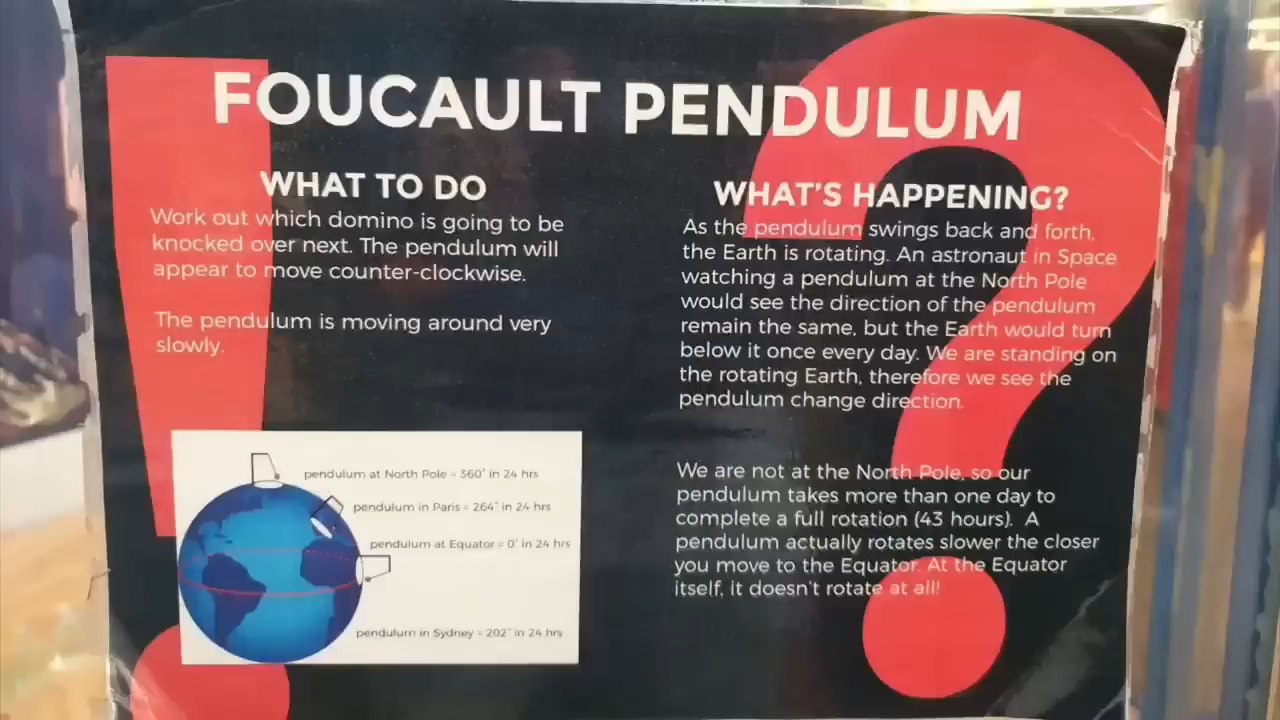 FOUCAULT PENDULUM
WHAT TO DO
Work out which domino is going to be
knocked over next. The pendulum will
appear to move counter-clockwise.
The pendulum is moving around very
slowly.
pendulum at North Pole = 360° in 24 hrs
pendulum in Paris = 264° in 24 hrs
pendulum at Equator = 0° in 24 hrs
pendulum in Sydney = 202° in 24 hrs
WHAT'S HAPPENING?
As the pendulum swings back and forth,
the Earth is rotating. An astronaut in Space
watching a pendulum at the North Pole
would see the direction of the pendulum
remain the same, but the Earth would turn
below it once every day. We are standing on
the rotating Earth, therefore we see the
pendulum change direction.
We are not at the North Pole, so our
pendulum takes more than one day to
complete a full rotation (43 hours). A
pendulum actually rotates slower the closer
you move to the Equator. At the Equator
itself, it doesn't rotate at all!